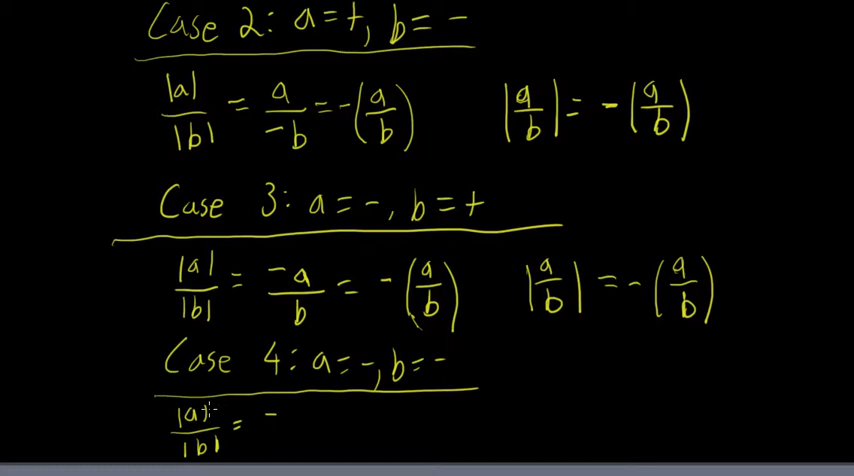 Case 2: a = +, b = -
|a|/|b| = a/-b = -(a/b) |a/b| = -(a/b)
Case 3: a = -, b = +
|a|/|b| = -a/b = -(a/b) |a/b| = -(a/b)
Case 4: a = -, b = -
|a|/|b| = -